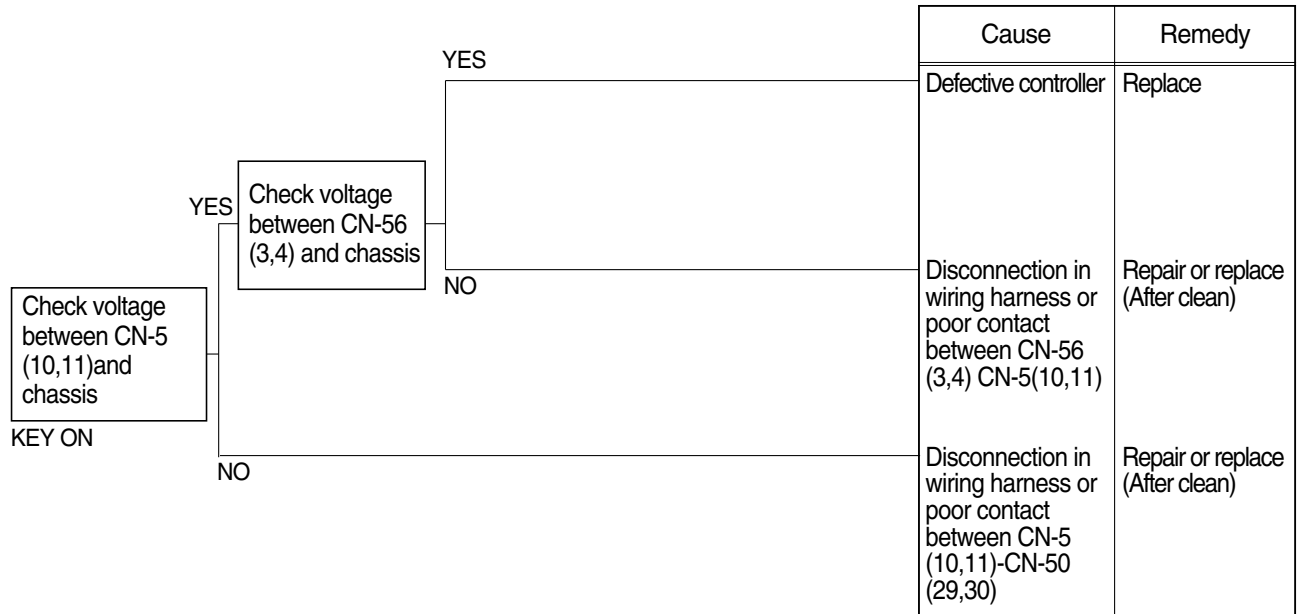 Cause
Remedy
YES
Defective controller
Replace
YES
Check voltage
between CN-56
(3,4) and chassis
NO
Disconnection in
wiring harness or
poor contact
between CN-56
(3,4) CN-5(10,11)
Repair or replace
(After clean)
Check voltage
between CN-5
(10,11)and
chassis
KEY ON
NO
Disconnection in
wiring harness or
poor contact
between CN-5
(10,11)-CN-50
(29,30)
Repair or replace
(After clean)